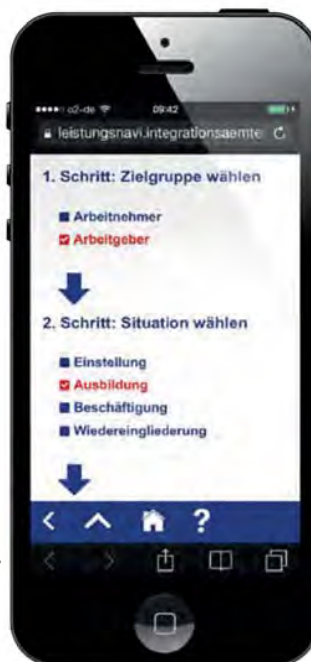 o2-de 09:42
leistungsnavi.integrationsaemte
1. Schritt: Zielgruppe wählen
Arbeitnehmer
Arbeitgeber
2. Schritt: Situation wählen
Einstellung
Ausbildung
Beschäftigung
Wiedereingliederung
?